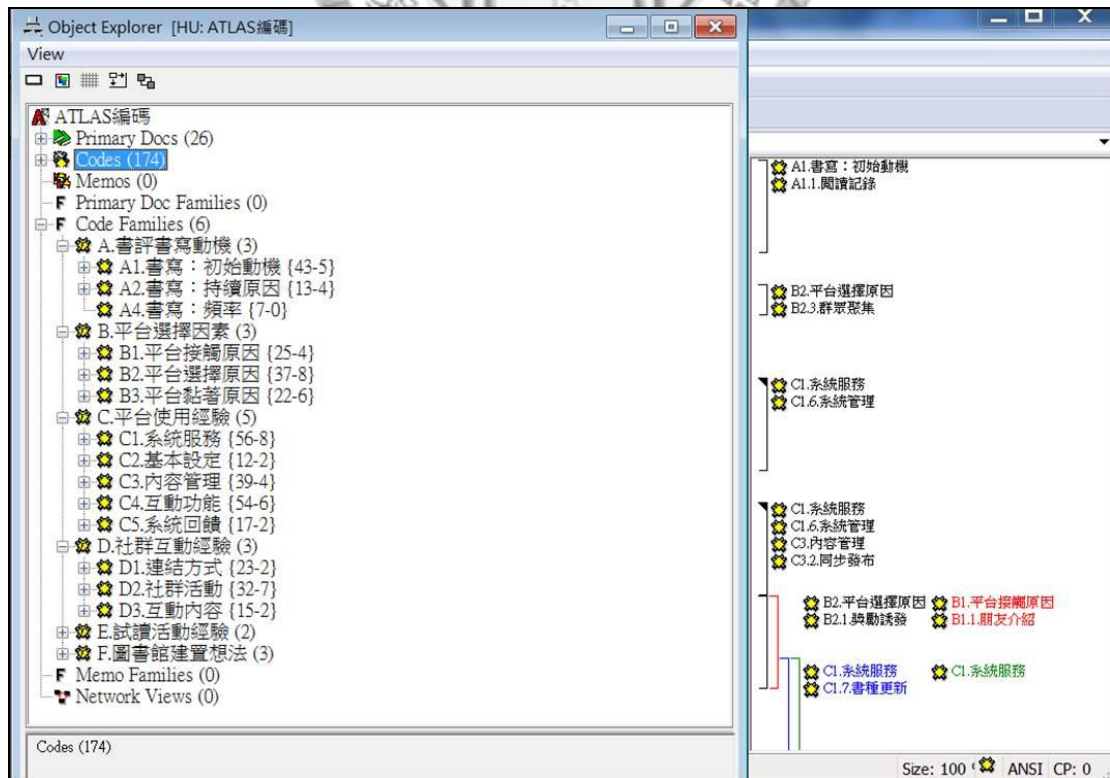 Object Explorer [HU: ATLAS編碼]
View
ATLAS編碼
Primary Docs (26)
Codes (174)
Memos (0)
F Primary Doc Families (0)
F Code Families (6)
A.書評書寫動機 (3)
A1.書寫：初始動機 {43-5}
A2.書寫：持續原因 {13-4}
A4.書寫：頻率 {7-0}
B.平台選擇因素 (3)
B1.平台接觸原因 {25-4}
B2.平台選擇原因 {37-8}
B3.平台黏著原因 {22-6}
C.平台使用經驗 (5)
C1.系統服務 {56-8}
C2.基本設定 {12-2}
C3.內容管理 {39-4}
C4.互動功能 {54-6}
C5.系統回饋 {17-2}
D.社群互動經驗 (3)
D1.連結方式 {23-2}
D2.社群活動 {32-7}
D3.互動內容 {15-2}
E.試讀活動經驗 (2)
F.圖書館建置想法 (3)
F Memo Families (0)
Network Views (0)
Codes (174)
A1.書寫：初始動機
A1.1.閱讀記錄
B2.平台選擇原因
B2.3.群眾聚集
C1.系統服務
C1.6.系統管理
C1.系統服務
C1.6.系統管理
C3.內容管理
C3.2.同步發布
B2.平台選擇原因 B1.平台接觸原因
B2.1.獎勵誘發 B1.1.朋友介紹
C1.系統服務 C1.系統服務
C1.7.書種更新
Size: 100 ANSI CP: 0